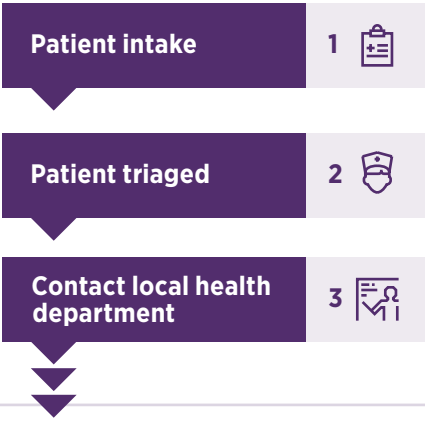 Patient intake
1
Patient triaged
2
Contact local health
department
3